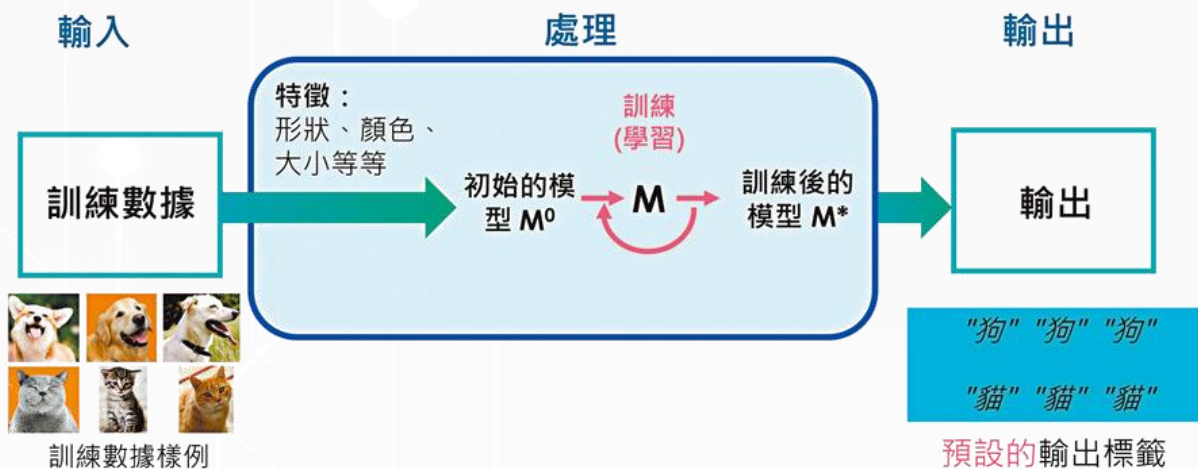 輸入
處理
輸出
特徵：
形狀、顏色、
大小等等
訓練
(學習)
訓練數據
初始的模
型 M⁰
M
訓練後的
模型 M*
輸出
"狗" "狗" "狗"
"貓" "貓" "貓"
訓練數據樣例
預設的輸出標籤